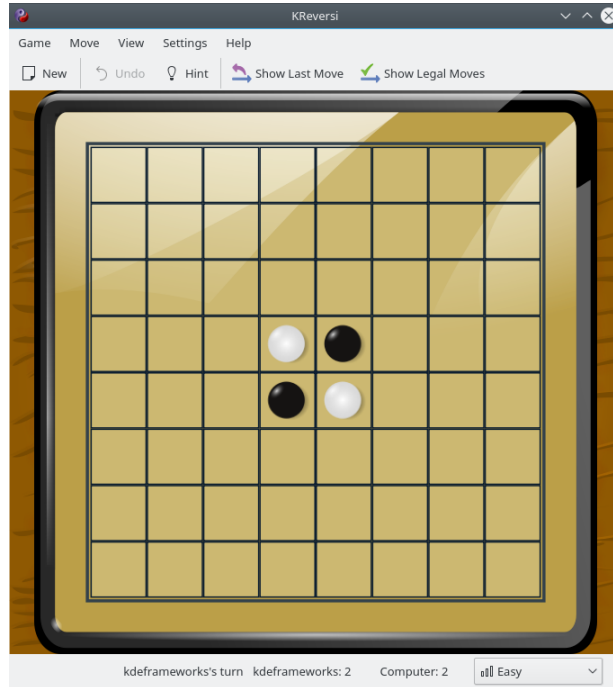 KReversi
Game Move View Settings Help
New Undo Hint Show Last Move Show Legal Moves
kdeframeworks's turn kdeframeworks: 2 Computer: 2 Easy